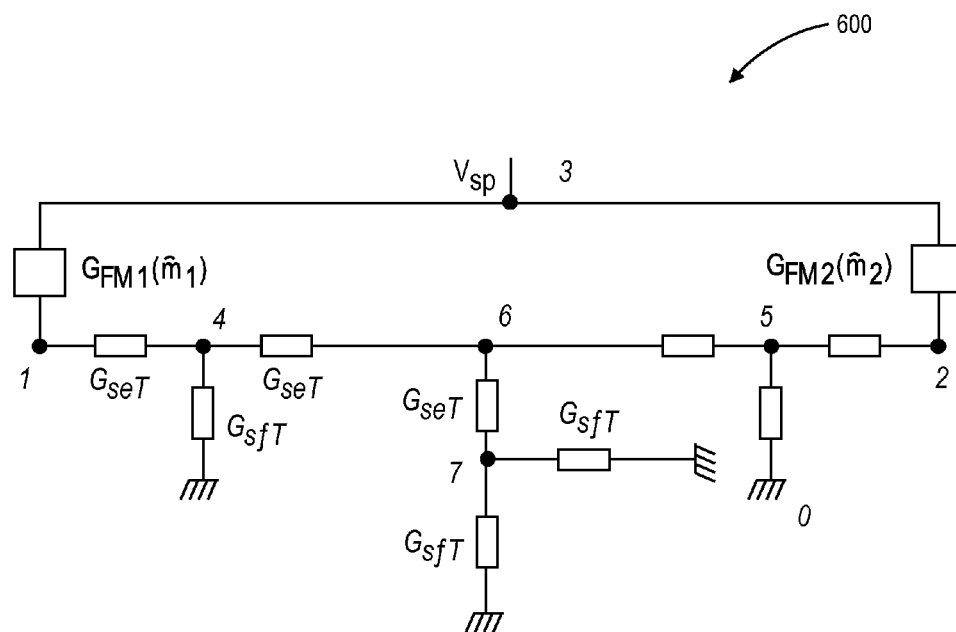 600
V_sp 3
G_FM1(m̂_1)
G_FM2(m̂_2)
4 6 5
1 2
G_seT G_seT
G_sfT
G_seT
G_sfT
7
0
G_sfT